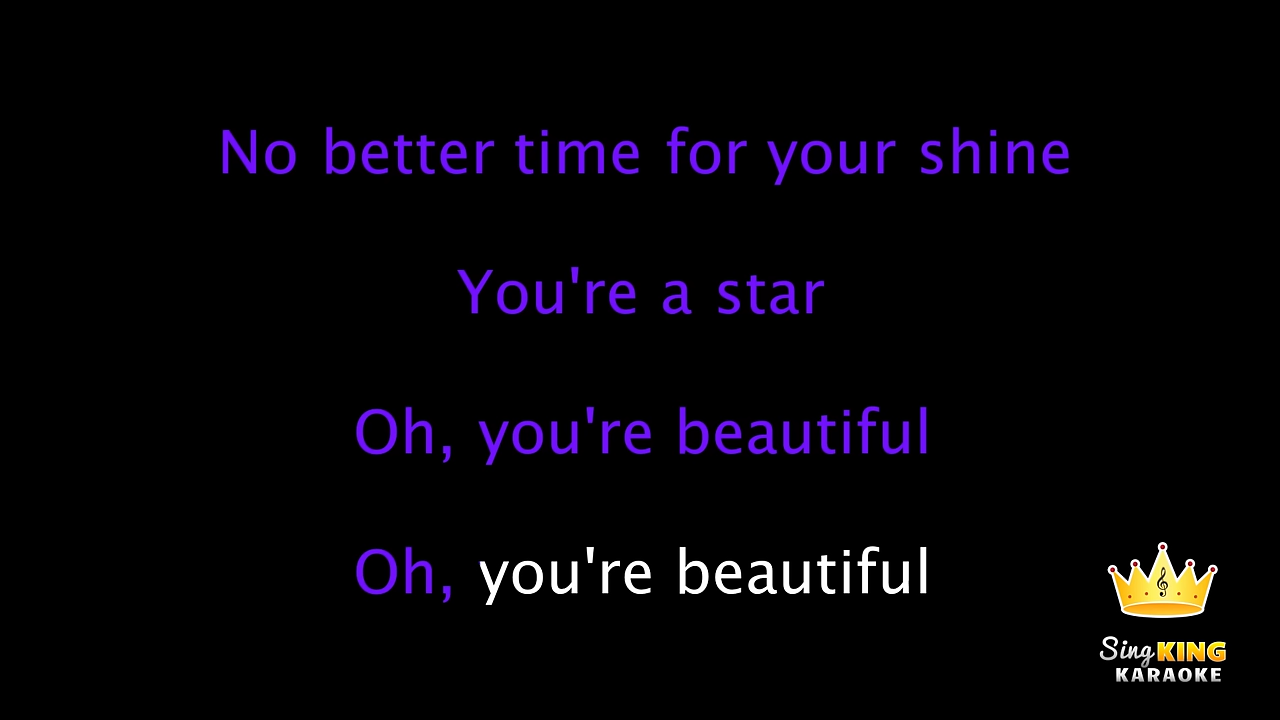 No better time for your shine
You're a star
Oh, you're beautiful
Oh, you're beautiful
Sing KING
KARAOKE